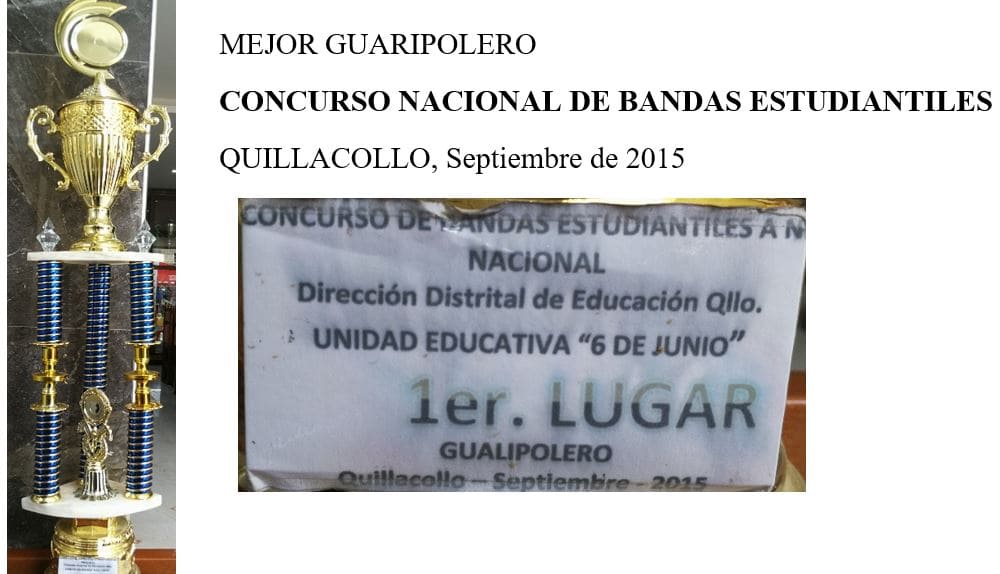 MEJOR GUARIPOLERO
CONCURSO NACIONAL DE BANDAS ESTUDIANTILES
QUILLACOLLO, Septiembre de 2015
CONCURSO DE BANDAS ESTUDIANTILES A N
NACIONAL
Dirección Distrital de Educación Qllo.
UNIDAD EDUCATIVA “6 DE JUNIO”
1er. LUGAR
GUALIPOLERO
Quillacollo – Septiembre - 2015